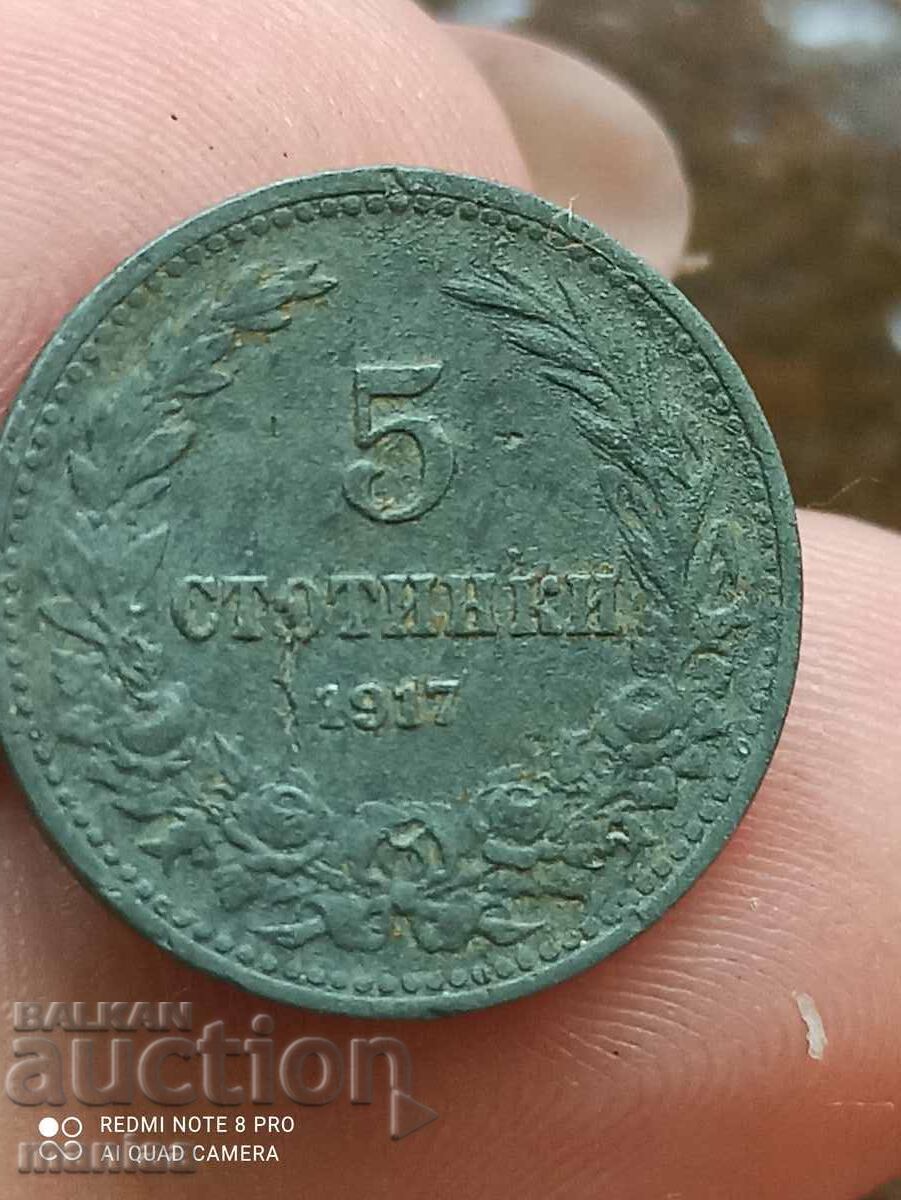 5
СТОТИНКИ
1917
BALKAN
auction
REDMI NOTE 8 PRO
AI QUAD CAMERA